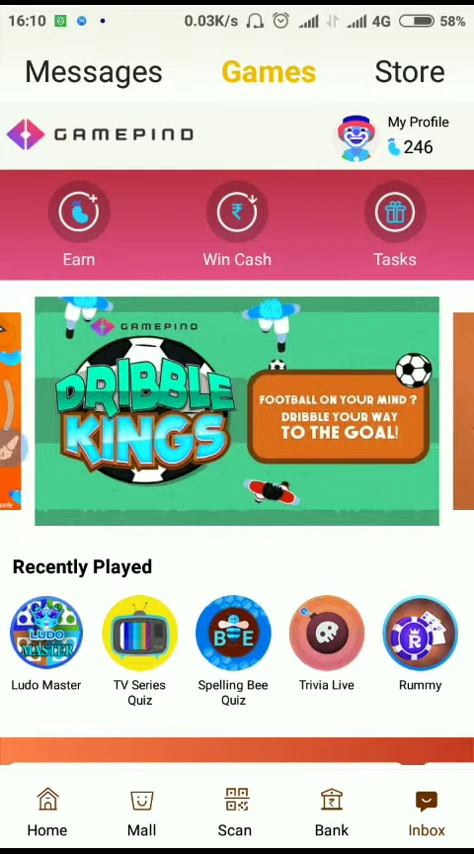 16:10
0.03K/s
4G
58%
Messages
Games
Store
GAMEPIND
My Profile
246
Earn
₹
Win Cash
Tasks
GAMEPIND
DRIBBLE
KINGS
FOOTBALL ON YOUR MIND ?
DRIBBLE YOUR WAY
TO THE GOAL!
Recently Played
LUDO
MASTER
B E
R
Ludo Master
TV Series
Quiz
Spelling Bee
Quiz
Trivia Live
Rummy
Home
Mall
Scan
₹
Bank
Inbox